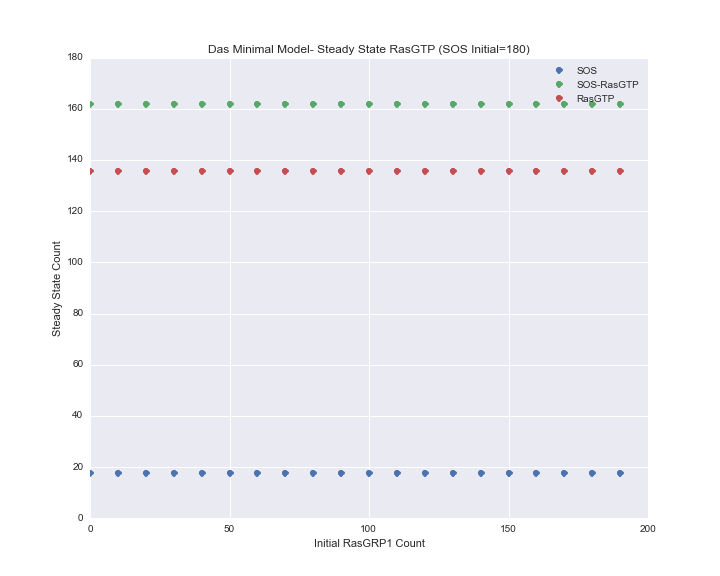 Das Minimal Model- Steady State RasGTP (SOS Initial=180)
SOS
SOS-RasGTP
RasGTP
180
160
140
120
100
80
60
40
20
0
Steady State Count
0 50 100 150 200
Initial RasGRP1 Count